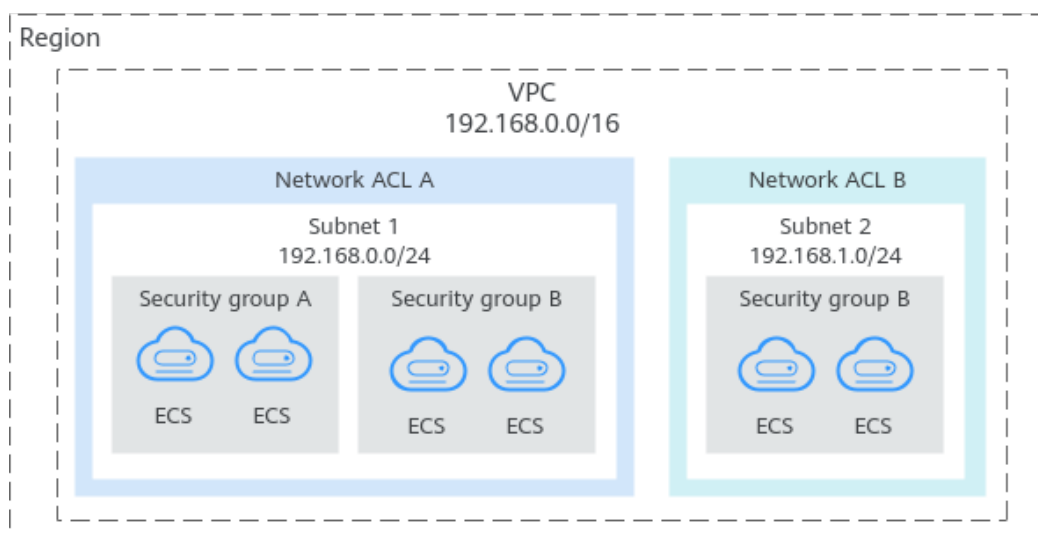 Region
VPC
192.168.0.0/16
Network ACL A
Subnet 1
192.168.0.0/24
Security group A
ECS
ECS
Security group B
ECS
ECS
Network ACL B
Subnet 2
192.168.1.0/24
Security group B
ECS
ECS